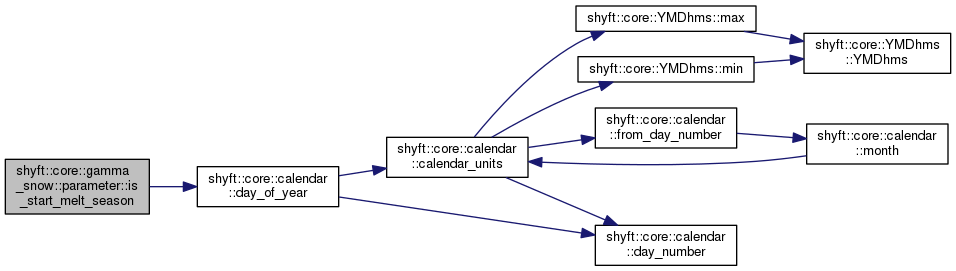 shyft::core::gamma
_snow::parameter::is
_start_melt_season
shyft::core::calendar
::day_of_year
shyft::core::calendar
::calendar_units
shyft::core::YMDhms::max
shyft::core::YMDhms::min
shyft::core::YMDhms
::YMDhms
shyft::core::calendar
::from_day_number
shyft::core::calendar
::month
shyft::core::calendar
::day_number